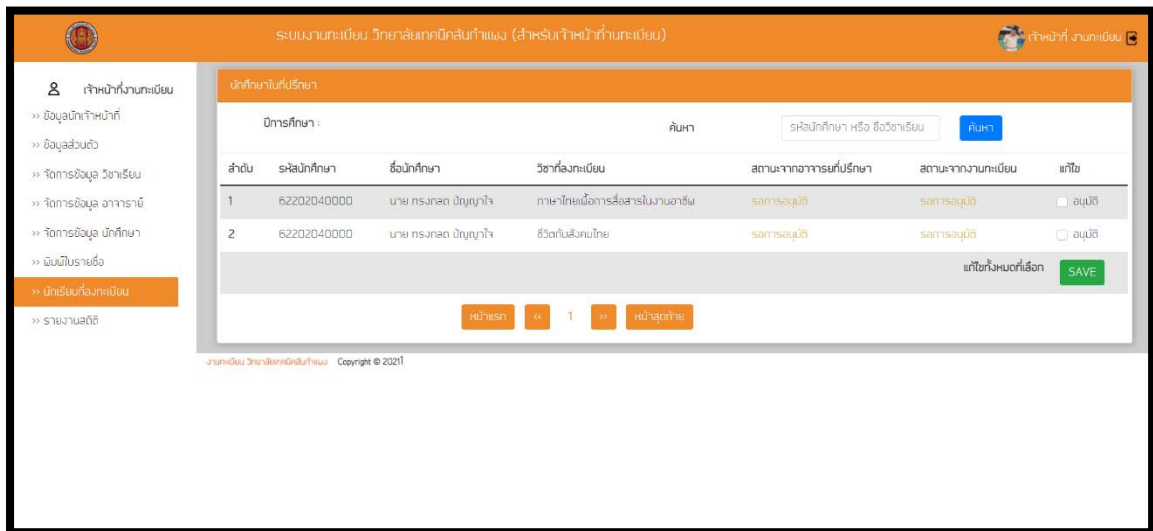 ระบบงานทะเบียน วิทยาลัยเทคนิคสันกำแพง (สำหรับเจ้าหน้าที่งานทะเบียน)
เจ้าหน้าที่ งานทะเบียน
เจ้าหน้าที่งานทะเบียน
›› ข้อมูลนักเจ้าหน้าที่
›› ข้อมูลส่วนตัว
›› จัดการข้อมูล วิชาเรียน
›› จัดการข้อมูล อาจารย์
›› จัดการข้อมูล นักศึกษา
›› พิมพ์ใบรายชื่อ
›› นักเรียนที่ลงทะเบียน
›› รายงานสถิติ
นักศึกษาในที่ปรึกษา
ปีการศึกษา : ค้นหา รหัสนักศึกษา หรือ ชื่อวิชาเรียน ค้นหา
ลำดับ รหัสนักศึกษา ชื่อนักศึกษา วิชาที่ลงทะเบียน สถานะจากอาจารย์ที่ปรึกษา สถานะจากงานทะเบียน แก้ไข
1 62202040000 นาย ทรงกลด ปัญญาใจ ภาษาไทยเพื่อการสื่อสารในงานอาชีพ รอการอนุมัติ รอการอนุมัติ อนุมัติ
2 62202040000 นาย ทรงกลด ปัญญาใจ ชีวิตกับสังคมไทย รอการอนุมัติ รอการอนุมัติ อนุมัติ
แก้ไขทั้งหมดที่เลือก SAVE
หน้าแรก ‹‹ 1 ›› หน้าสุดท้าย
งานทะเบียน วิทยาลัยเทคนิคสันกำแพง Copyright © 2021